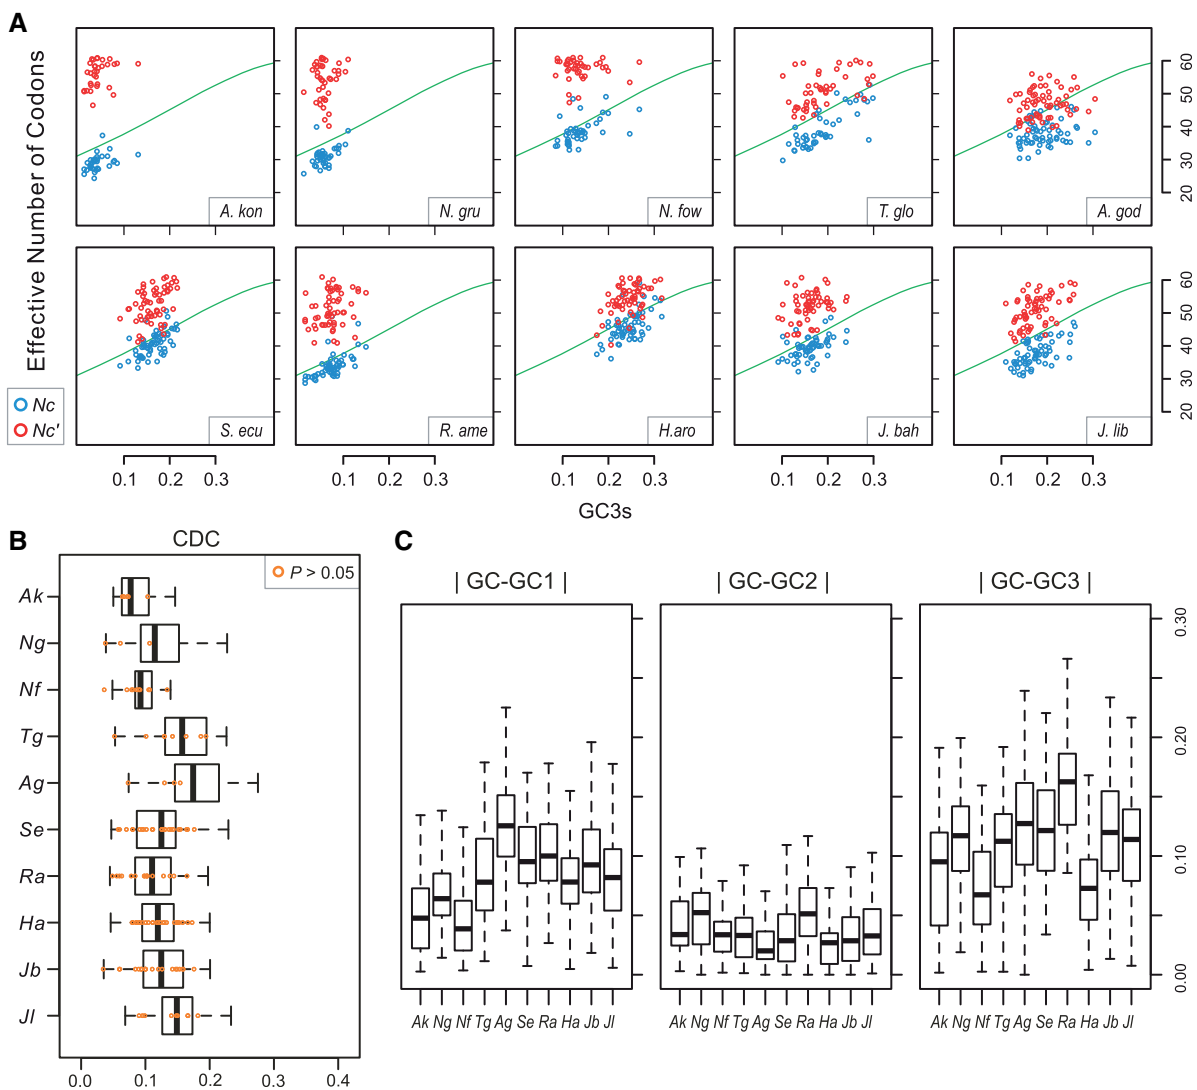 A
Effective Number of Codons
A. kon
N. gru
N. fow
T. glo
A. god
60
50
40
30
20
S. ecu
R. ame
H.aro
J. bah
J. lib
60
50
40
30
20
Nc
Nc'
0.1 0.2 0.3
0.1 0.2 0.3
0.1 0.2 0.3
0.1 0.2 0.3
0.1 0.2 0.3
GC3s
B
CDC
P > 0.05
Ak
Ng
Nf
Tg
Ag
Se
Ra
Ha
Jb
Jl
0.0 0.1 0.2 0.3 0.4
C
| GC-GC1 |
| GC-GC2 |
| GC-GC3 |
0.30
0.20
0.10
0.00
Ak Ng Nf Tg Ag Se Ra Ha Jb Jl
Ak Ng Nf Tg Ag Se Ra Ha Jb Jl
Ak Ng Nf Tg Ag Se Ra Ha Jb Jl